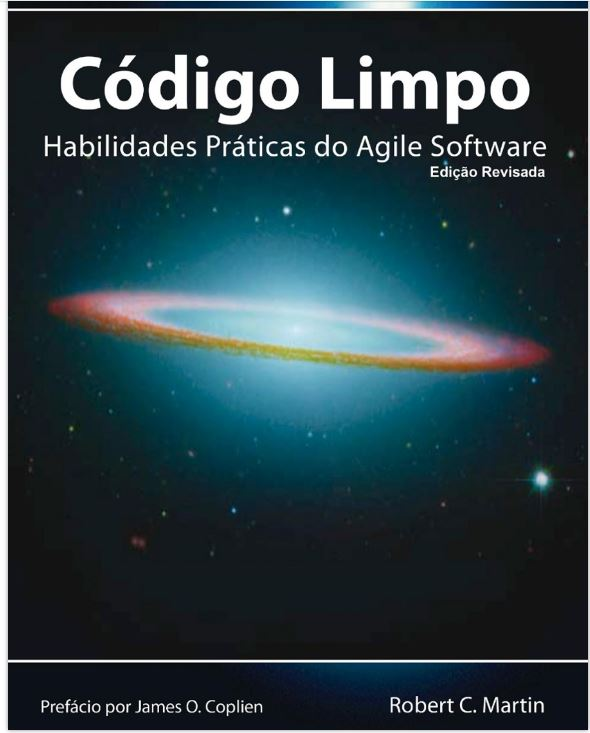 Código Limpo
Habilidades Práticas do Agile Software
Edição Revisada
Prefácio por James O. Coplien
Robert C. Martin